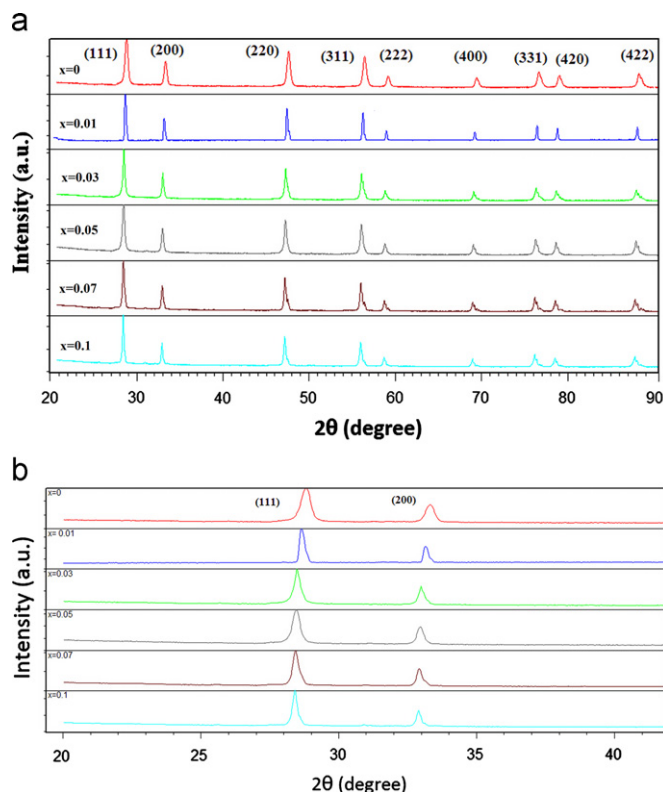 a
(111) (200) (220) (311) (222) (400) (331) (420) (422)
x=0
x=0.01
x=0.03
x=0.05
x=0.07
x=0.1
Intensity (a.u.)
20 30 40 50 60 70 80 90
2θ (degree)
b
x=0
(111) (200)
x= 0.01
x=0.03
x=0.05
x=0.07
x=0.1
Intensity (a.u.)
20 25 30 35 40
2θ (degree)